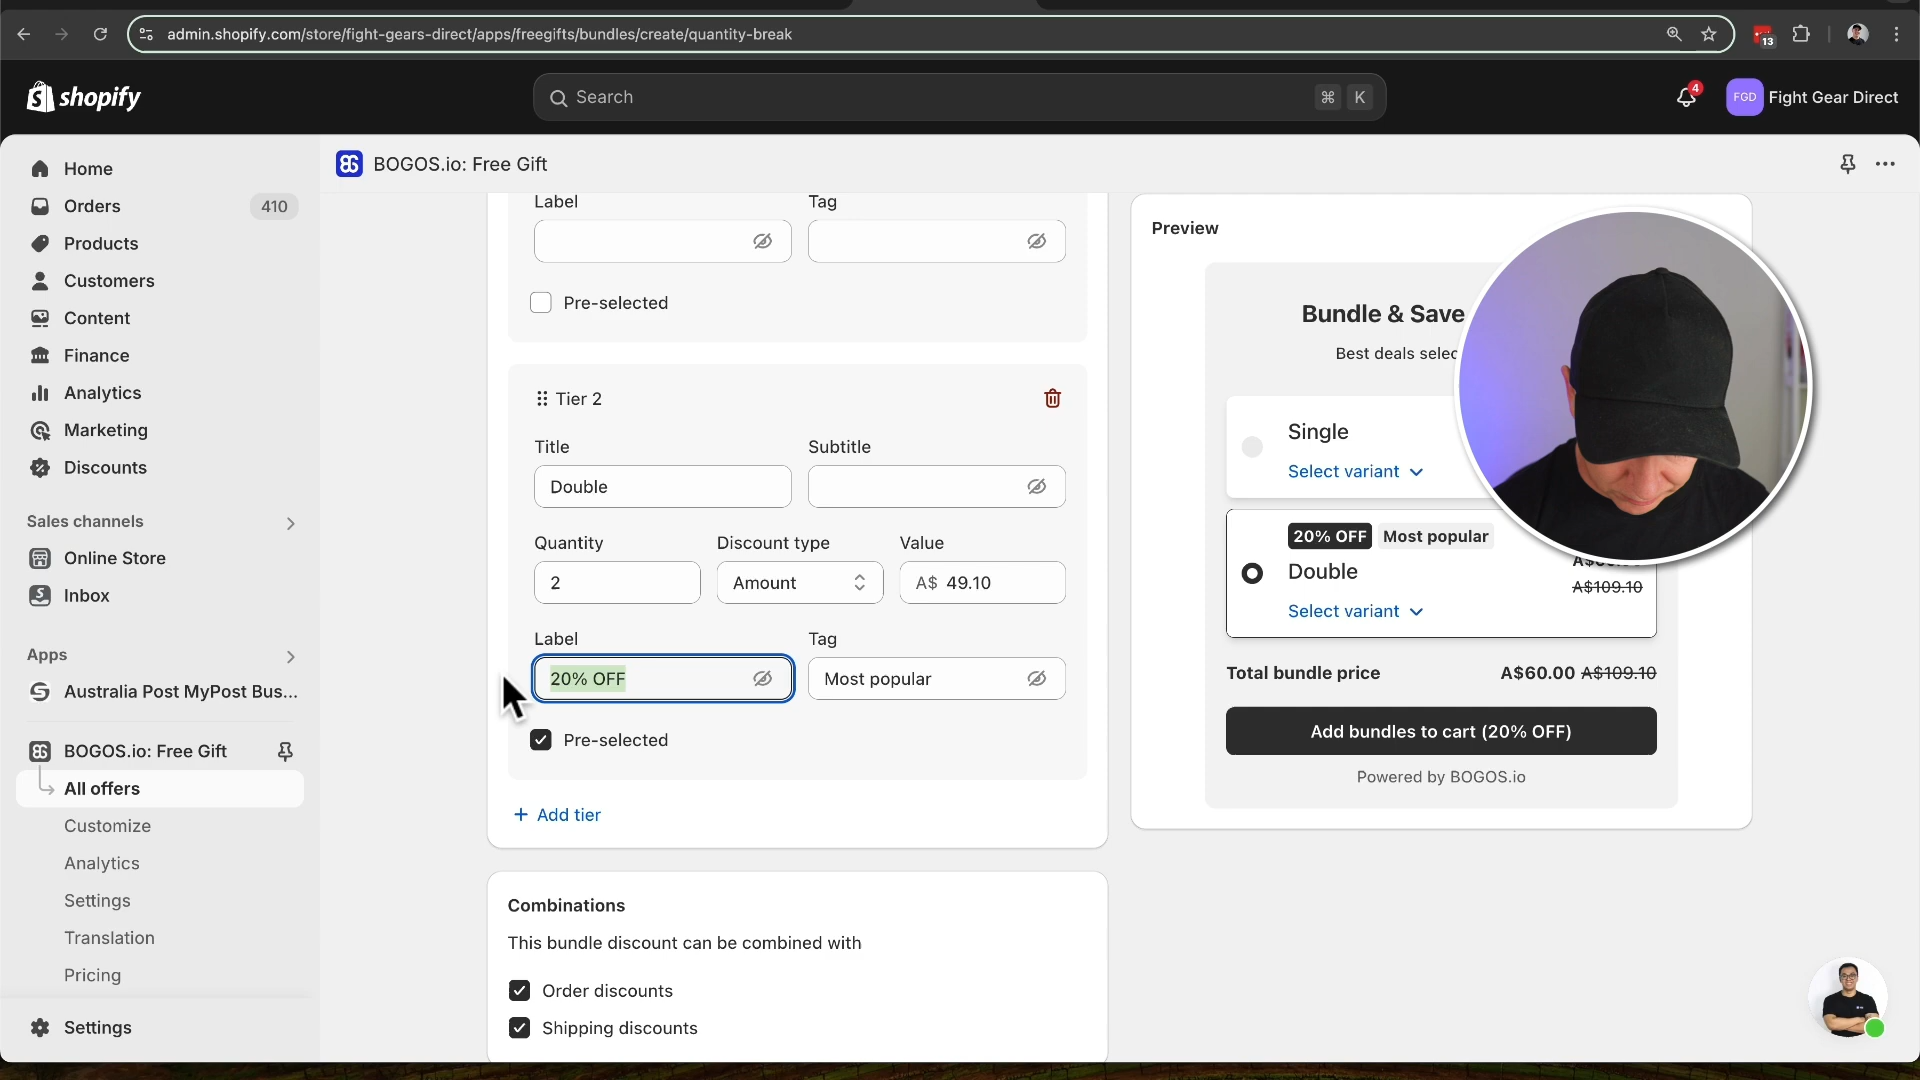 admin.shopify.com/store/fight-gears-direct/apps/freegifts/bundles/create/quantity-break
13
shopify
Search
⌘ K
4
FGD
Fight Gear Direct
Home
Orders
410
Products
Customers
Content
Finance
Analytics
Marketing
Discounts
Sales channels
Online Store
Inbox
Apps
Australia Post MyPost Bus...
BOGOS.io: Free Gift
All offers
Customize
Analytics
Settings
Translation
Pricing
Settings
BOGOS.io: Free Gift
Label
Tag
Pre-selected
Tier 2
Title
Subtitle
Double
Quantity
Discount type
Value
2
Amount
A$ 49.10
Label
Tag
20% OFF
Most popular
Pre-selected
+ Add tier
Combinations
This bundle discount can be combined with
Order discounts
Shipping discounts
Preview
Bundle & Save
Best deals selec
Single
Select variant
20% OFF
Most popular
Double
A$109.10
Select variant
Total bundle price
A$60.00 A$109.10
Add bundles to cart (20% OFF)
Powered by BOGOS.io